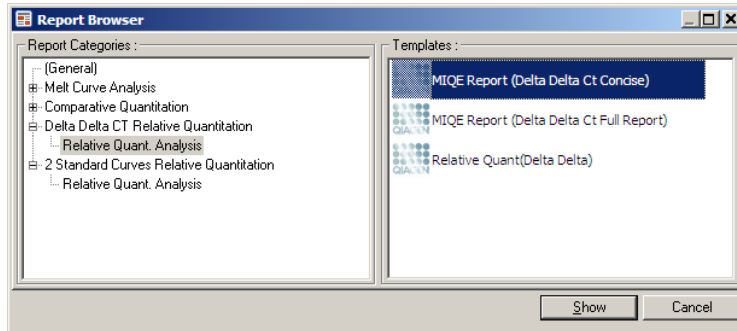 Report Browser
Report Categories :
(General)
Melt Curve Analysis
Comparative Quantitation
Delta Delta CT Relative Quantitation
Relative Quant. Analysis
2 Standard Curves Relative Quantitation
Relative Quant. Analysis
Templates :
MIQE Report (Delta Delta Ct Concise)
QIAGEN
MIQE Report (Delta Delta Ct Full Report)
QIAGEN
Relative Quant(Delta Delta)
Show
Cancel